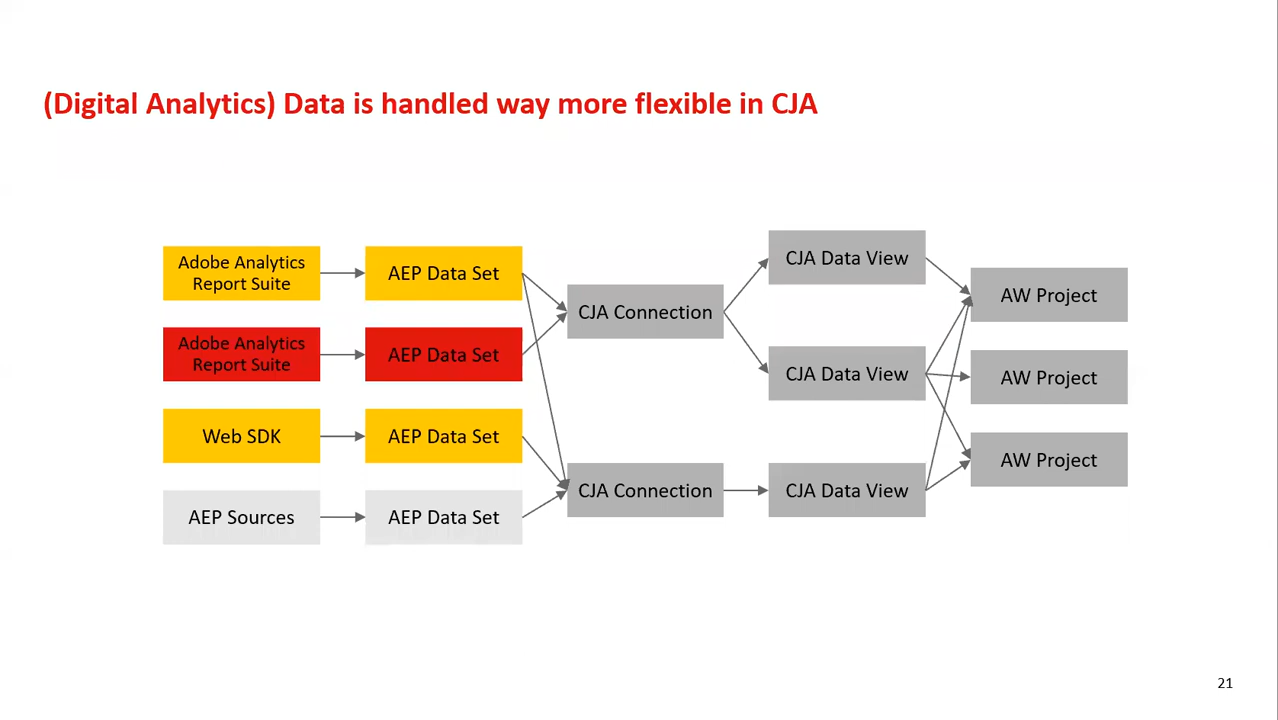 (Digital Analytics) Data is handled way more flexible in CJA
Adobe Analytics
Report Suite
AEP Data Set
Adobe Analytics
Report Suite
AEP Data Set
Web SDK
AEP Data Set
AEP Sources
AEP Data Set
CJA Connection
CJA Connection
CJA Data View
CJA Data View
CJA Data View
AW Project
AW Project
AW Project
21